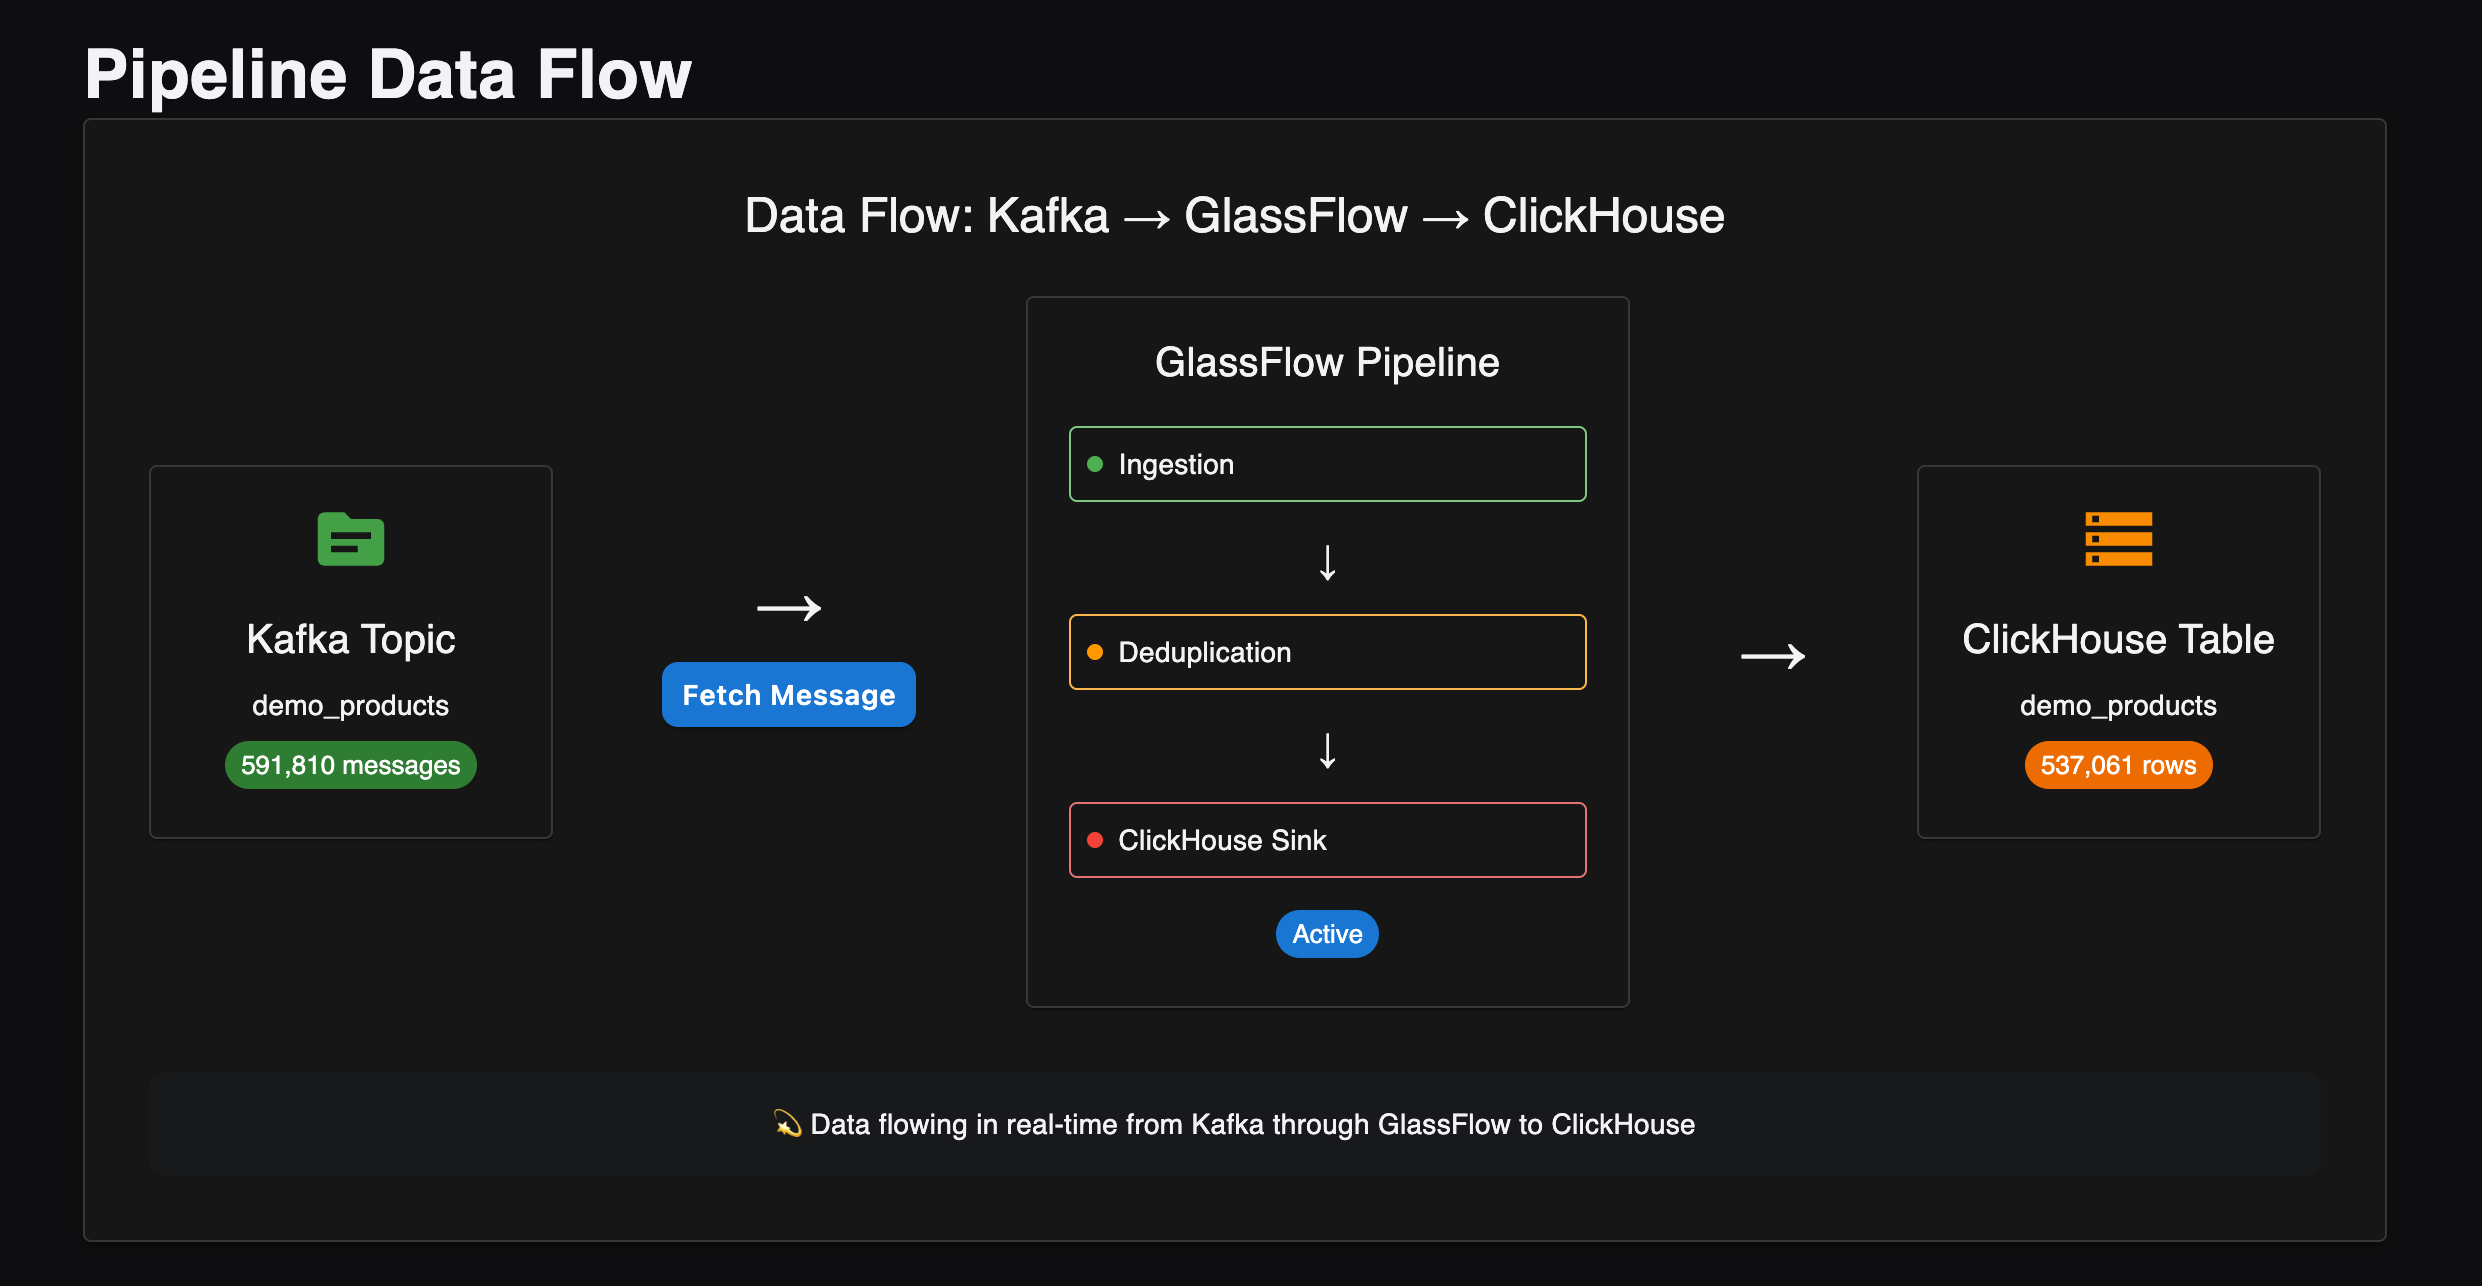 Pipeline Data Flow
Data Flow: Kafka → GlassFlow → ClickHouse
Kafka Topic
demo_products
591,810 messages
→
Fetch Message
GlassFlow Pipeline
Ingestion
↓
Deduplication
↓
ClickHouse Sink
Active
→
ClickHouse Table
demo_products
537,061 rows
💫 Data flowing in real-time from Kafka through GlassFlow to ClickHouse